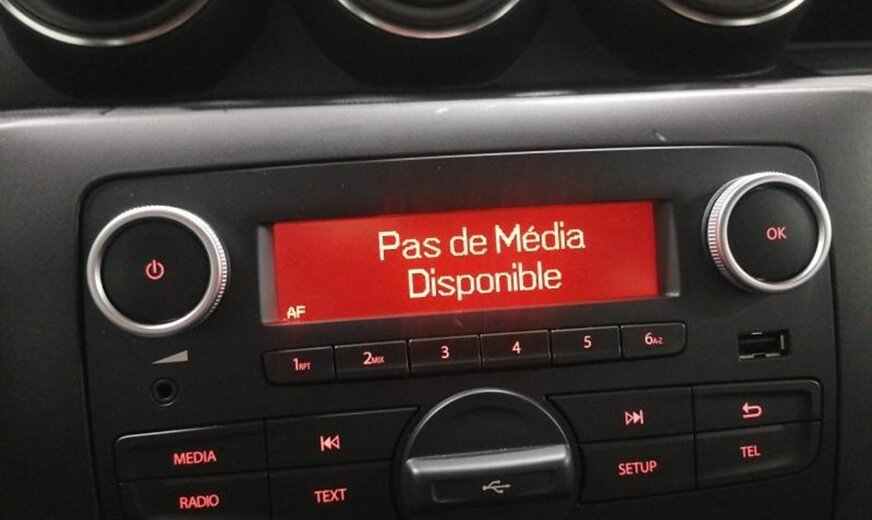 Pas de Média
Disponible
AF
OK
1RPT 2MIX 3 4 5 6A-Z
MEDIA
SETUP
TEL
RADIO
TEXT